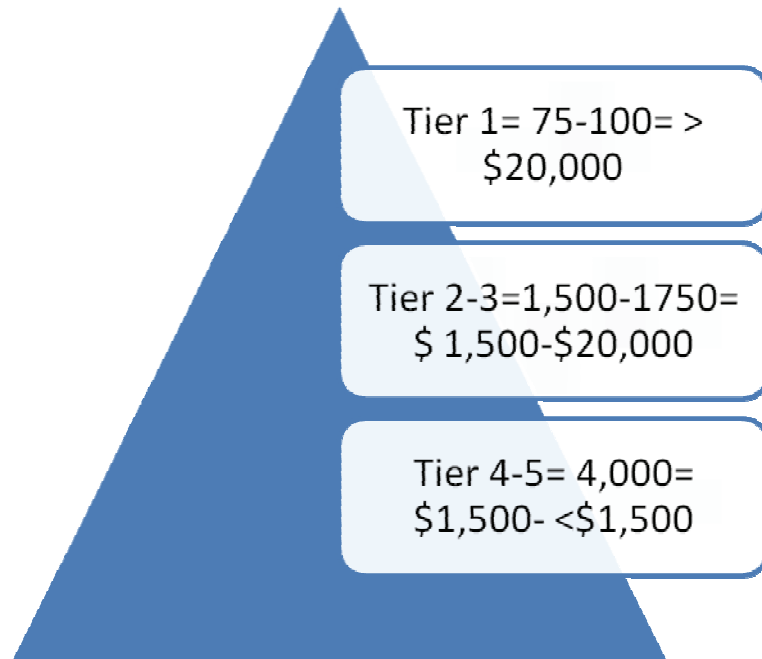 Tier 1= 75-100= >
$20,000
Tier 2-3=1,500-1750=
$ 1,500-$20,000
Tier 4-5= 4,000=
$1,500- <$1,500